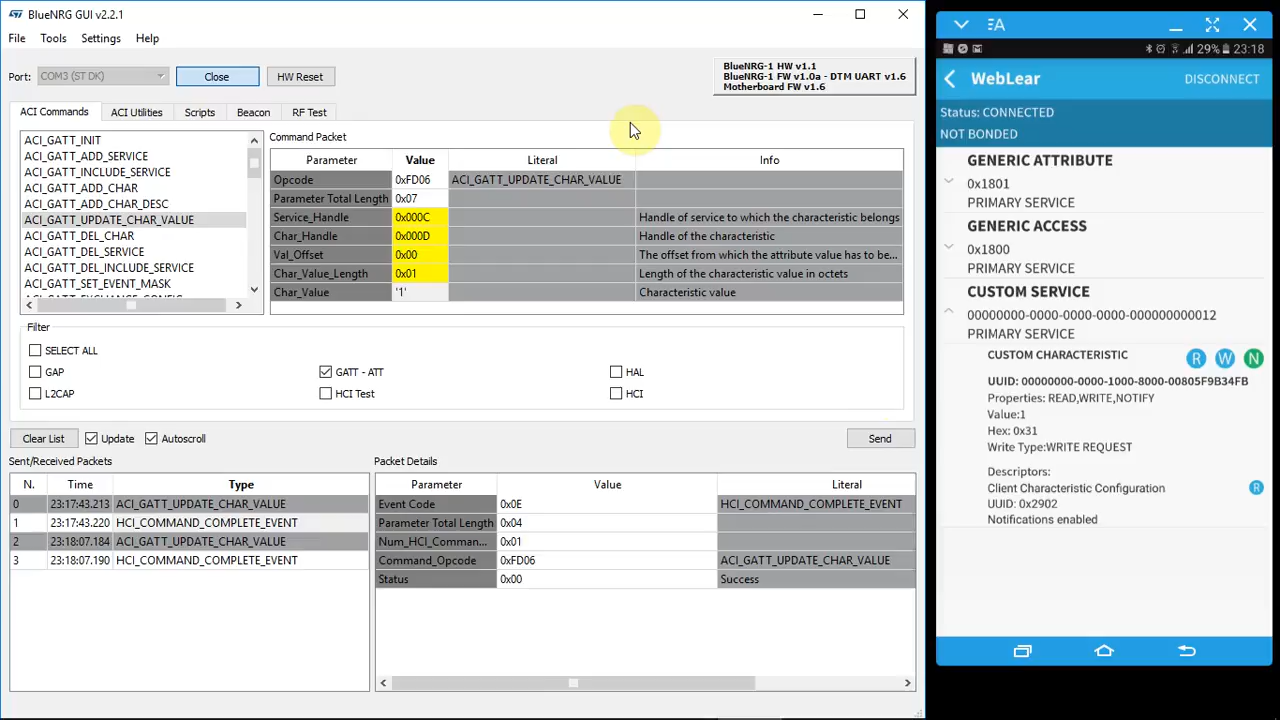 BlueNRG GUI v2.2.1
File Tools Settings Help
Port: COM3 (ST DK) Close HW Reset
BlueNRG-1 HW v1.1
BlueNRG-1 FW v1.0a - DTM UART v1.6
Motherboard FW v1.6
ACI Commands ACI Utilities Scripts Beacon RF Test
ACI_GATT_INIT
ACI_GATT_ADD_SERVICE
ACI_GATT_INCLUDE_SERVICE
ACI_GATT_ADD_CHAR
ACI_GATT_ADD_CHAR_DESC
ACI_GATT_UPDATE_CHAR_VALUE
ACI_GATT_DEL_CHAR
ACI_GATT_DEL_SERVICE
ACI_GATT_DEL_INCLUDE_SERVICE
ACI_GATT_SET_EVENT_MASK
Command Packet
Parameter Value Literal Info
Opcode 0xFD06 ACI_GATT_UPDATE_CHAR_VALUE
Parameter Total Length 0x07
Service_Handle 0x000C Handle of service to which the characteristic belongs
Char_Handle 0x000D Handle of the characteristic
Val_Offset 0x00 The offset from which the attribute value has to be...
Char_Value_Length 0x01 Length of the characteristic value in octets
Char_Value '1' Characteristic value
Filter
SELECT ALL
GAP GATT - ATT HAL
L2CAP HCI Test HCI
Clear List Update Autoscroll Send
Sent/Received Packets
N. Time Type
0 23:17:43.213 ACI_GATT_UPDATE_CHAR_VALUE
1 23:17:43.220 HCI_COMMAND_COMPLETE_EVENT
2 23:18:07.184 ACI_GATT_UPDATE_CHAR_VALUE
3 23:18:07.190 HCI_COMMAND_COMPLETE_EVENT
Packet Details
Parameter Value Literal
Event Code 0x0E HCI_COMMAND_COMPLETE_EVENT
Parameter Total Length 0x04
Num_HCI_Comman... 0x01
Command_Opcode 0xFD06 ACI_GATT_UPDATE_CHAR_VALUE
Status 0x00 Success
29% 23:18
WebLear DISCONNECT
Status: CONNECTED
NOT BONDED
GENERIC ATTRIBUTE
0x1801
PRIMARY SERVICE
GENERIC ACCESS
0x1800
PRIMARY SERVICE
CUSTOM SERVICE
00000000-0000-0000-0000-000000000012
PRIMARY SERVICE
CUSTOM CHARACTERISTIC R W N
UUID: 00000000-0000-1000-8000-00805F9B34FB
Properties: READ,WRITE,NOTIFY
Value:1
Hex: 0x31
Write Type:WRITE REQUEST
Descriptors:
Client Characteristic Configuration R
UUID: 0x2902
Notifications enabled